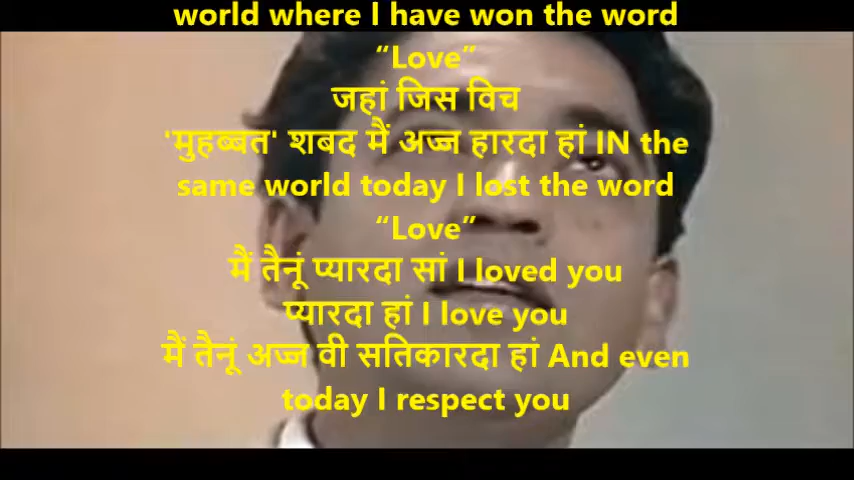 world where I have won the word
“Love”
जहां जिस विच
'मुहब्बत' शबद मैं अज्ज हारदा हां IN the
same world today I lost the word
“Love”
मैं तैनूं प्यारदा सां I loved you
प्यारदा हां I love you
मैं तैनूं अज्ज वी सतिकारदा हां And even
today I respect you